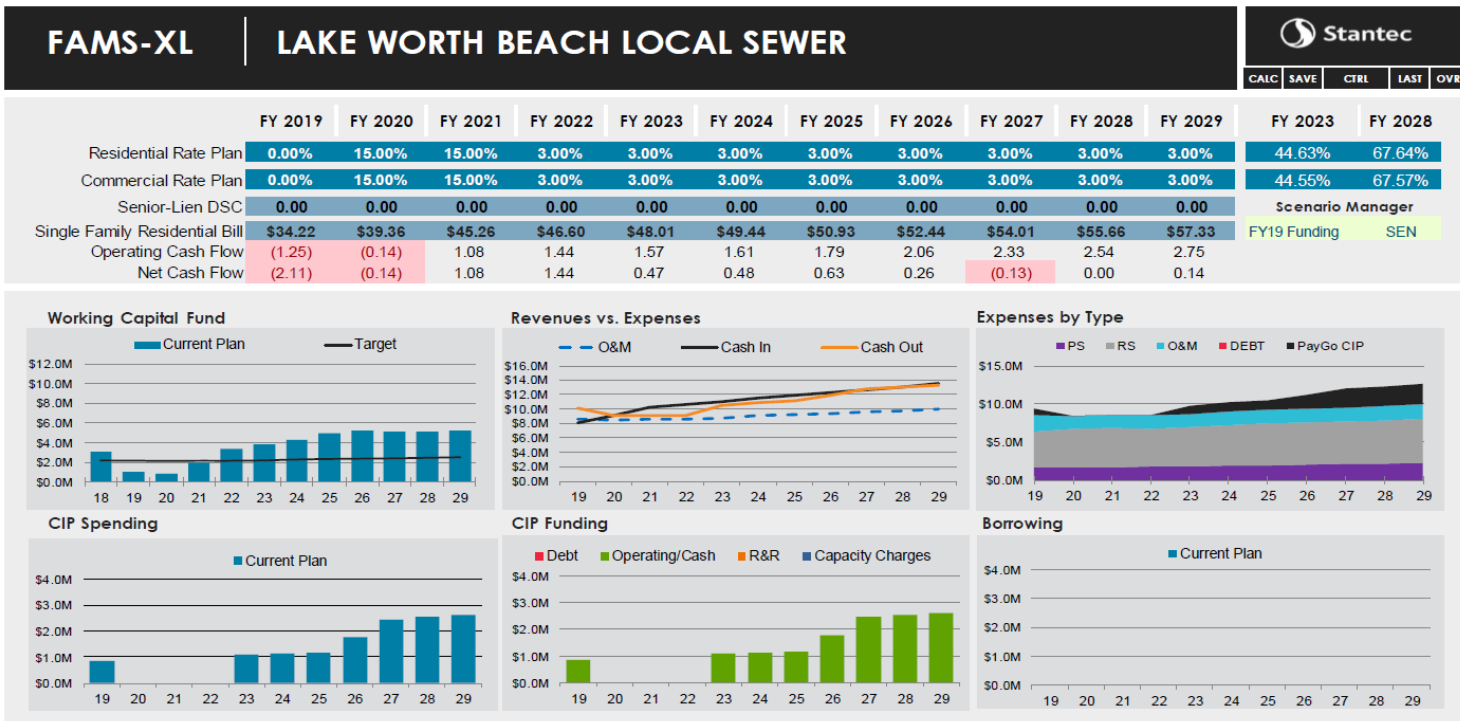 FAMS-XL LAKE WORTH BEACH LOCAL SEWER
Stantec
CALC SAVE CTRL LAST OVR
FY 2019 FY 2020 FY 2021 FY 2022 FY 2023 FY 2024 FY 2025 FY 2026 FY 2027 FY 2028 FY 2029 FY 2023 FY 2028
Residential Rate Plan 0.00% 15.00% 15.00% 3.00% 3.00% 3.00% 3.00% 3.00% 3.00% 3.00% 3.00% 44.63% 67.64%
Commercial Rate Plan 0.00% 15.00% 15.00% 3.00% 3.00% 3.00% 3.00% 3.00% 3.00% 3.00% 3.00% 44.55% 67.57%
Senior-Lien DSC 0.00 0.00 0.00 0.00 0.00 0.00 0.00 0.00 0.00 0.00 0.00 Scenario Manager
Single Family Residential Bill $34.22 $39.36 $45.26 $46.60 $48.01 $49.44 $50.93 $52.44 $54.01 $55.66 $57.33 FY19 Funding SEN
Operating Cash Flow (1.25) (0.14) 1.08 1.44 1.57 1.61 1.79 2.06 2.33 2.54 2.75
Net Cash Flow (2.11) (0.14) 1.08 1.44 0.47 0.48 0.63 0.26 (0.13) 0.00 0.14
Working Capital Fund
Current Plan Target
$12.0M
$10.0M
$8.0M
$6.0M
$4.0M
$2.0M
$0.0M
18 19 20 21 22 23 24 25 26 27 28 29
Revenues vs. Expenses
O&M Cash In Cash Out
$16.0M
$14.0M
$12.0M
$10.0M
$8.0M
$6.0M
$4.0M
$2.0M
$0.0M
19 20 21 22 23 24 25 26 27 28 29
Expenses by Type
PS RS O&M DEBT PayGo CIP
$15.0M
$10.0M
$5.0M
$0.0M
19 20 21 22 23 24 25 26 27 28 29
CIP Spending
Current Plan
$4.0M
$3.0M
$2.0M
$1.0M
$0.0M
19 20 21 22 23 24 25 26 27 28 29
CIP Funding
Debt Operating/Cash R&R Capacity Charges
$4.0M
$3.0M
$2.0M
$1.0M
$0.0M
19 20 21 22 23 24 25 26 27 28 29
Borrowing
Current Plan
$4.0M
$3.0M
$2.0M
$1.0M
$0.0M
19 20 21 22 23 24 25 26 27 28 29